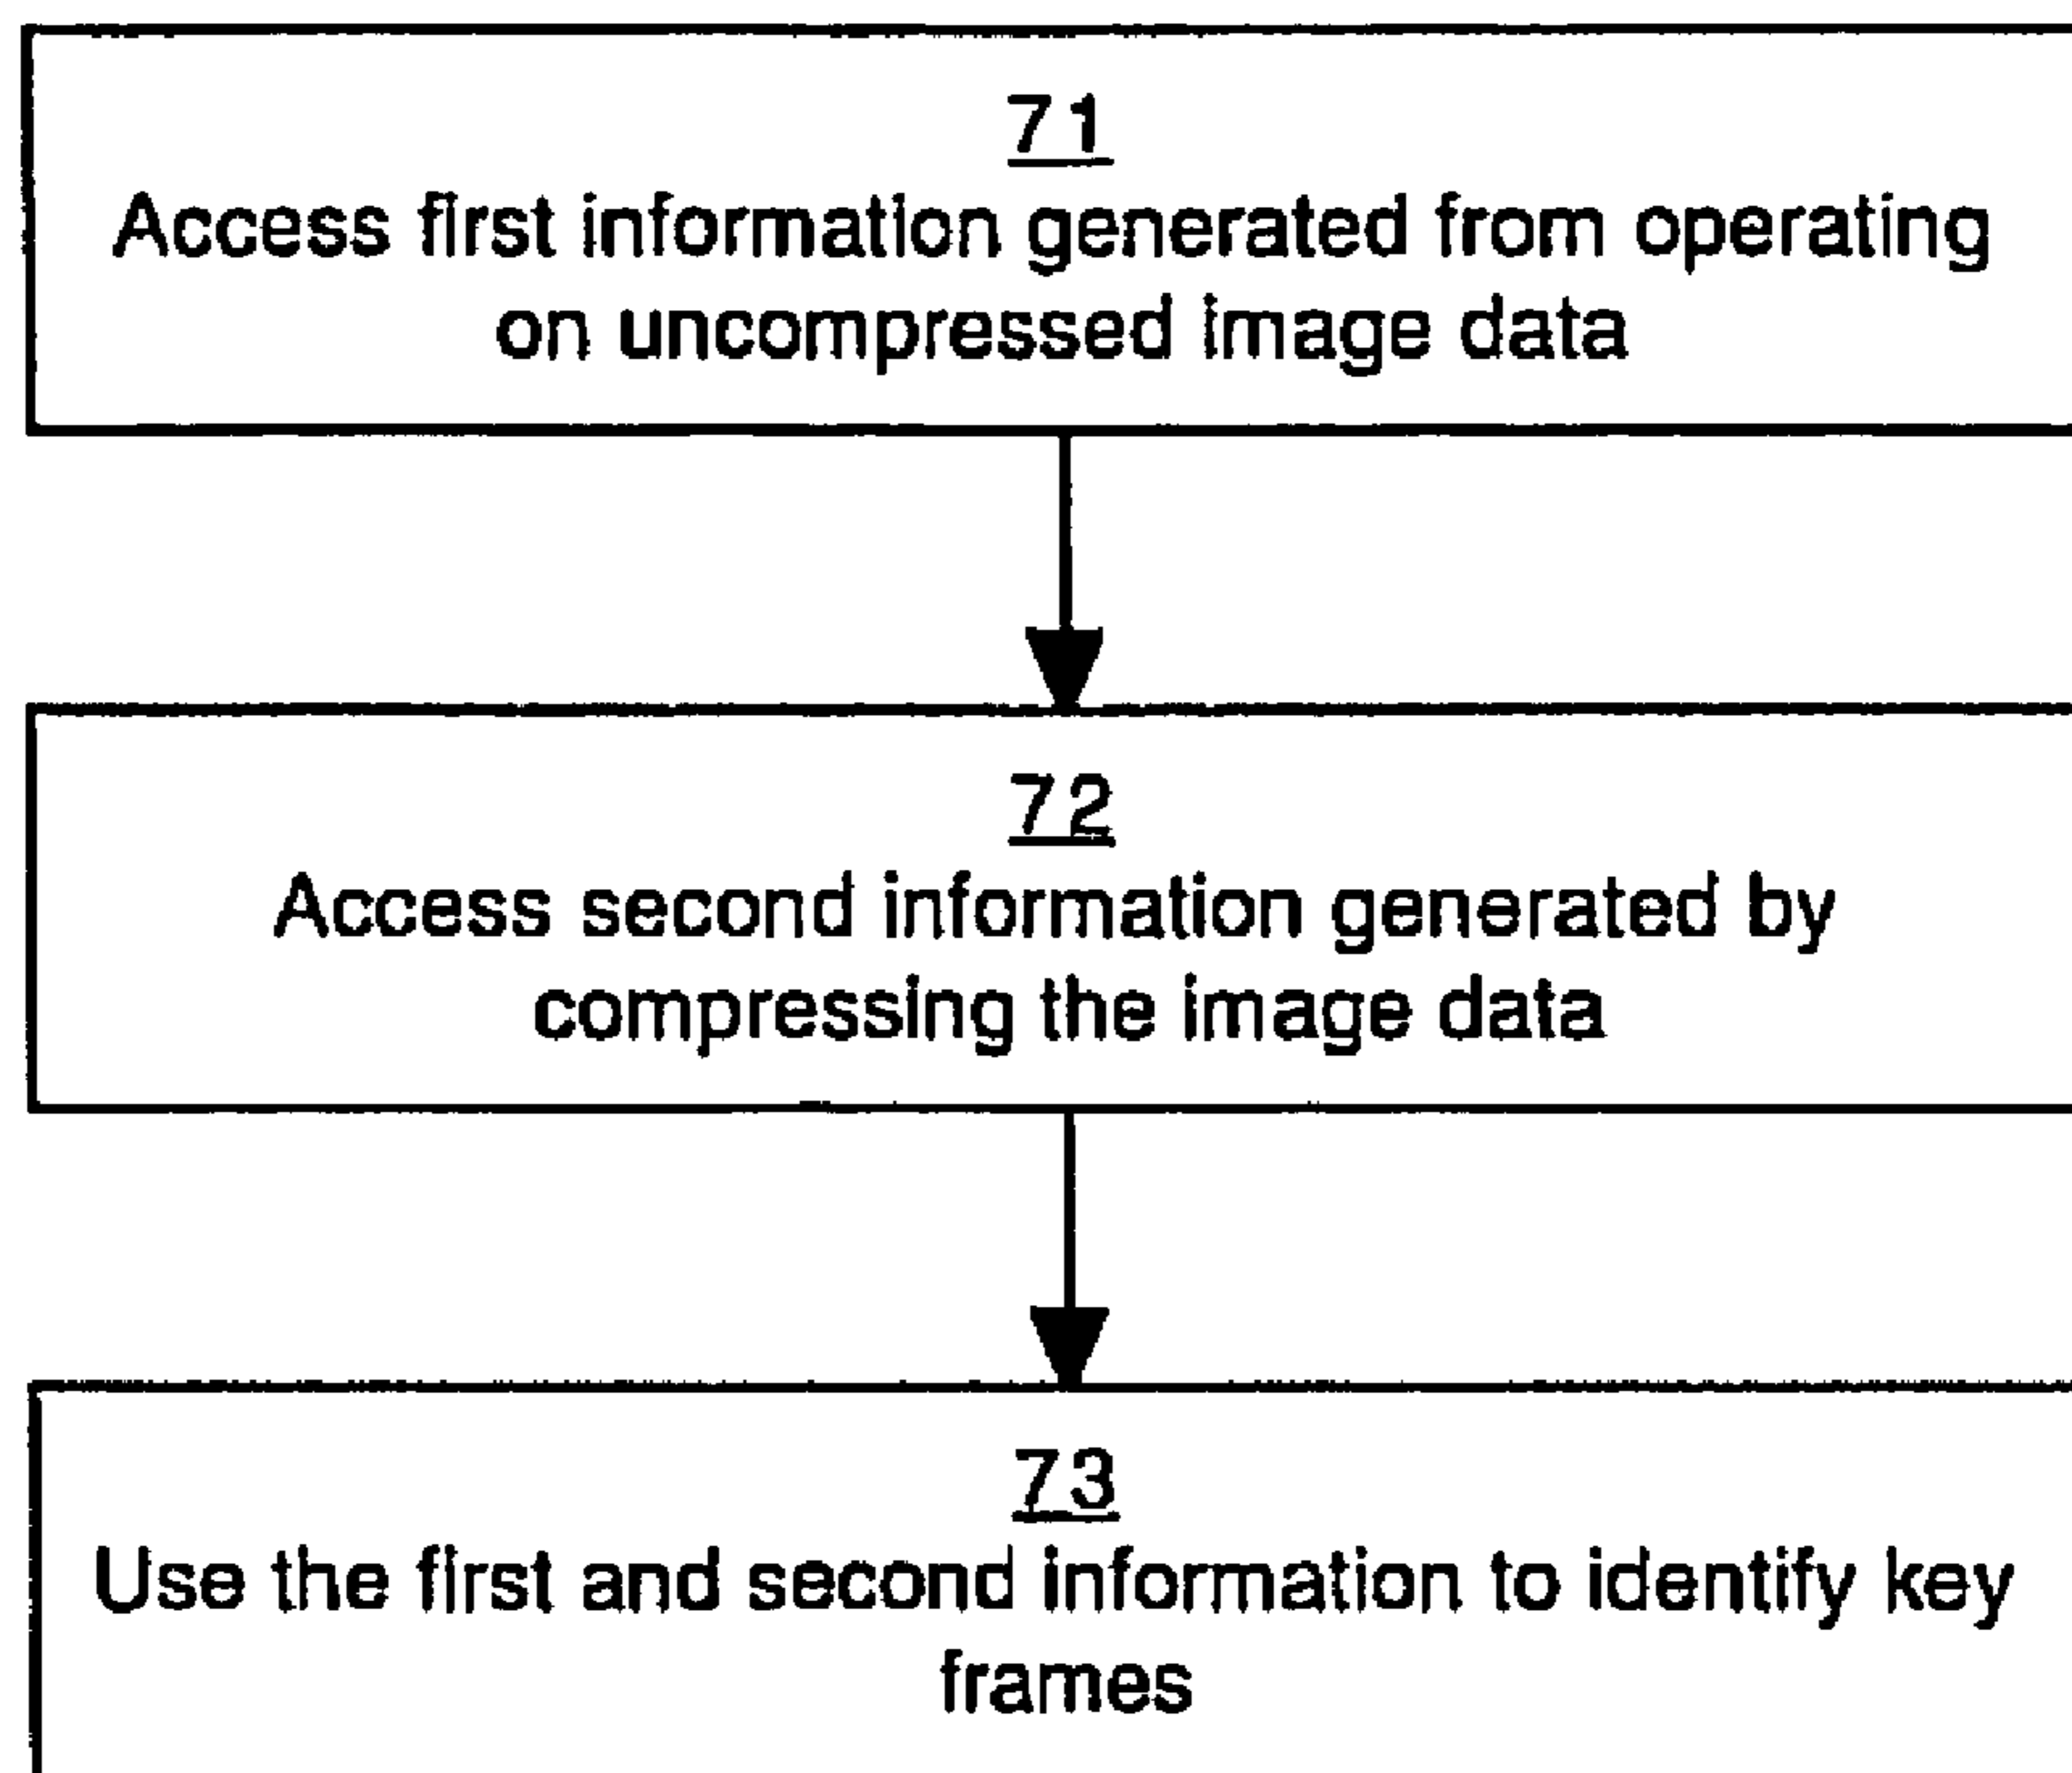 71
Access first information generated from operating
on uncompressed image data
72
Access second information generated by
compressing the image data
73
Use the first and second information to identify key
frames